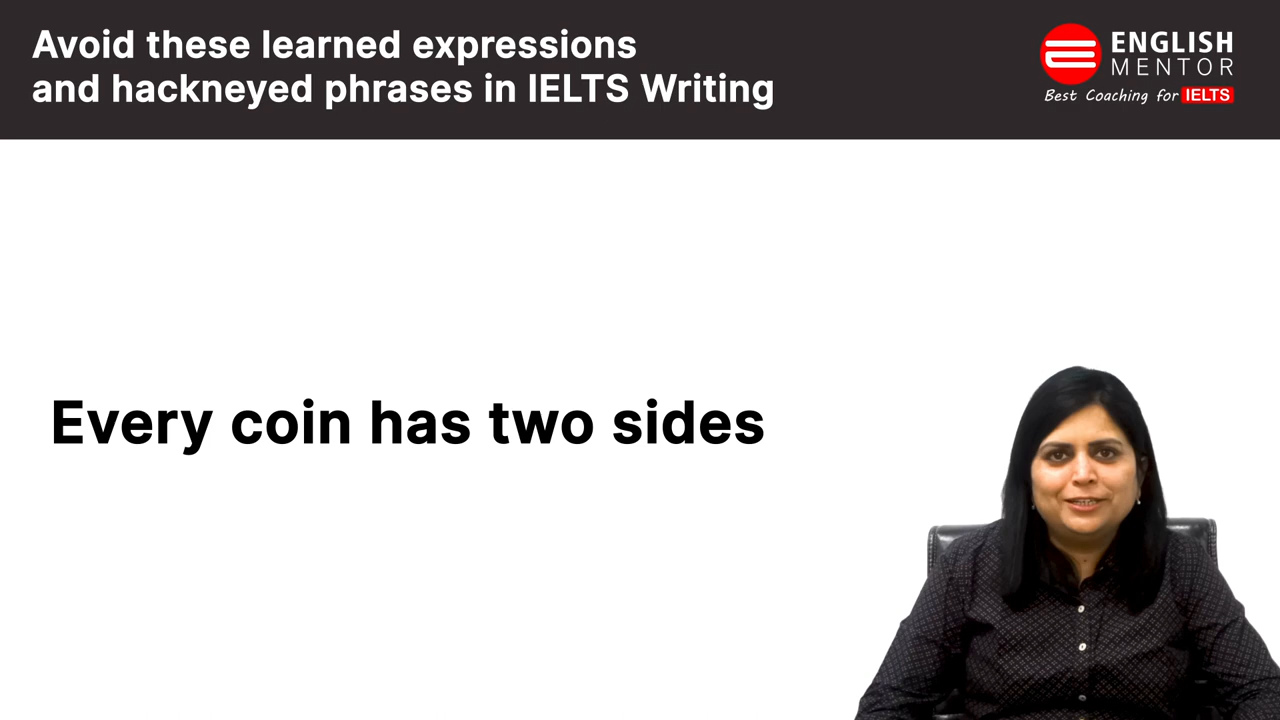 Avoid these learned expressions
and hackneyed phrases in IELTS Writing
ENGLISH
MENTOR
Best Coaching for IELTS
Every coin has two sides